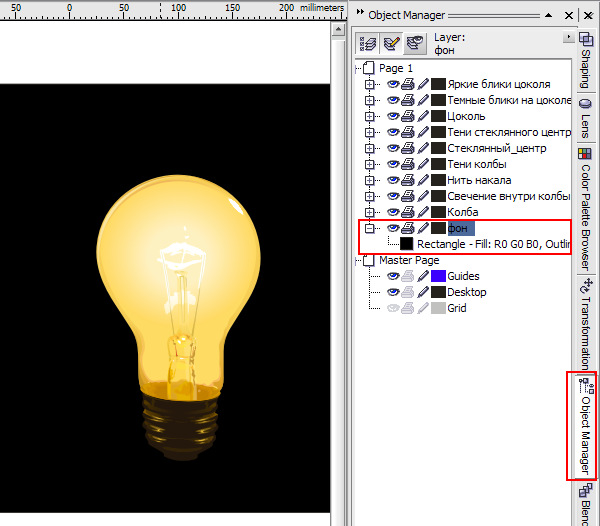 50 0 50 100 150 200 millimeters
Object Manager
Layer:
фон
Page 1
Яркие блики цоколя
Темные блики на цоколе
Цоколь
Тени стеклянного центр
Стеклянный_центр
Тени колбы
Нить накала
Свечение внутри колбы
Колба
фон
Rectangle - Fill: R0 G0 B0, Outlin
Master Page
Guides
Desktop
Grid
Shaping
Lens
Color Palette Browser
Transformation
Object Manager
Blend